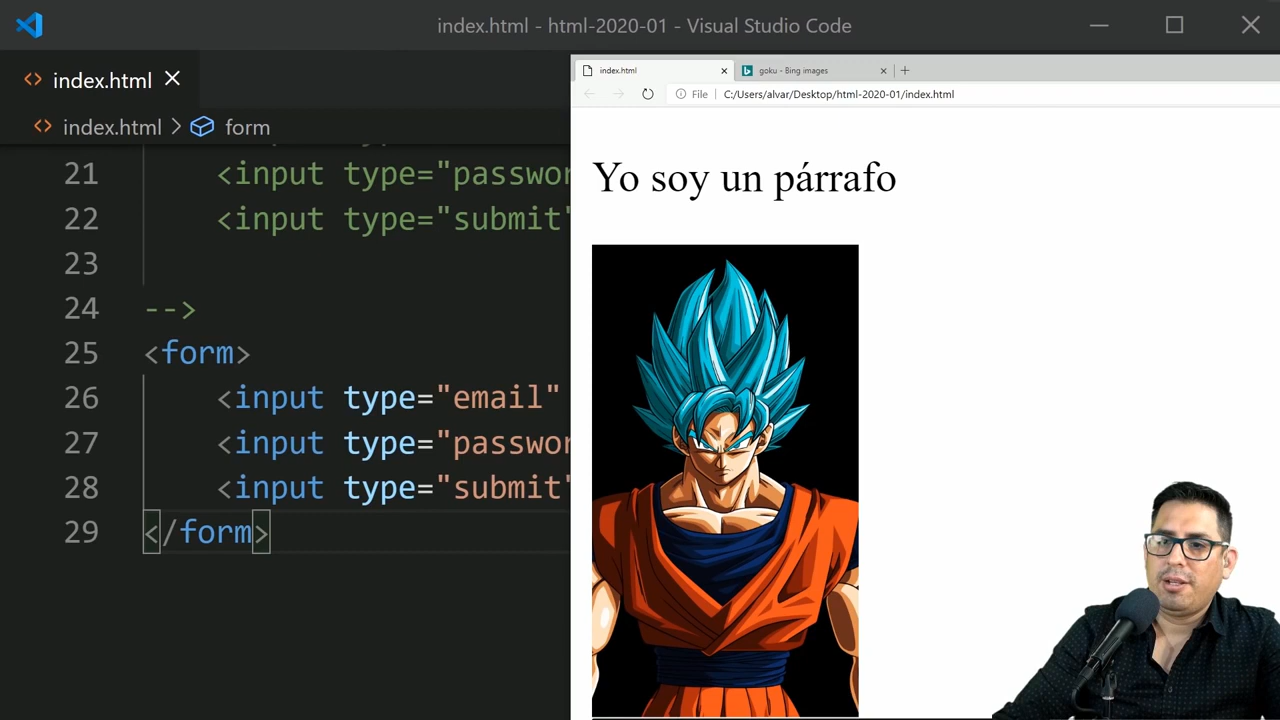 index.html - html-2020-01 - Visual Studio Code
index.html
index.html > form
21 <input type="passwor
22 <input type="submit"
23
24 -->
25 <form>
26 <input type="email"
27 <input type="passwor
28 <input type="submit"
29 </form>
index.html
goku - Bing images
File C:/Users/alvar/Desktop/html-2020-01/index.html
Yo soy un párrafo